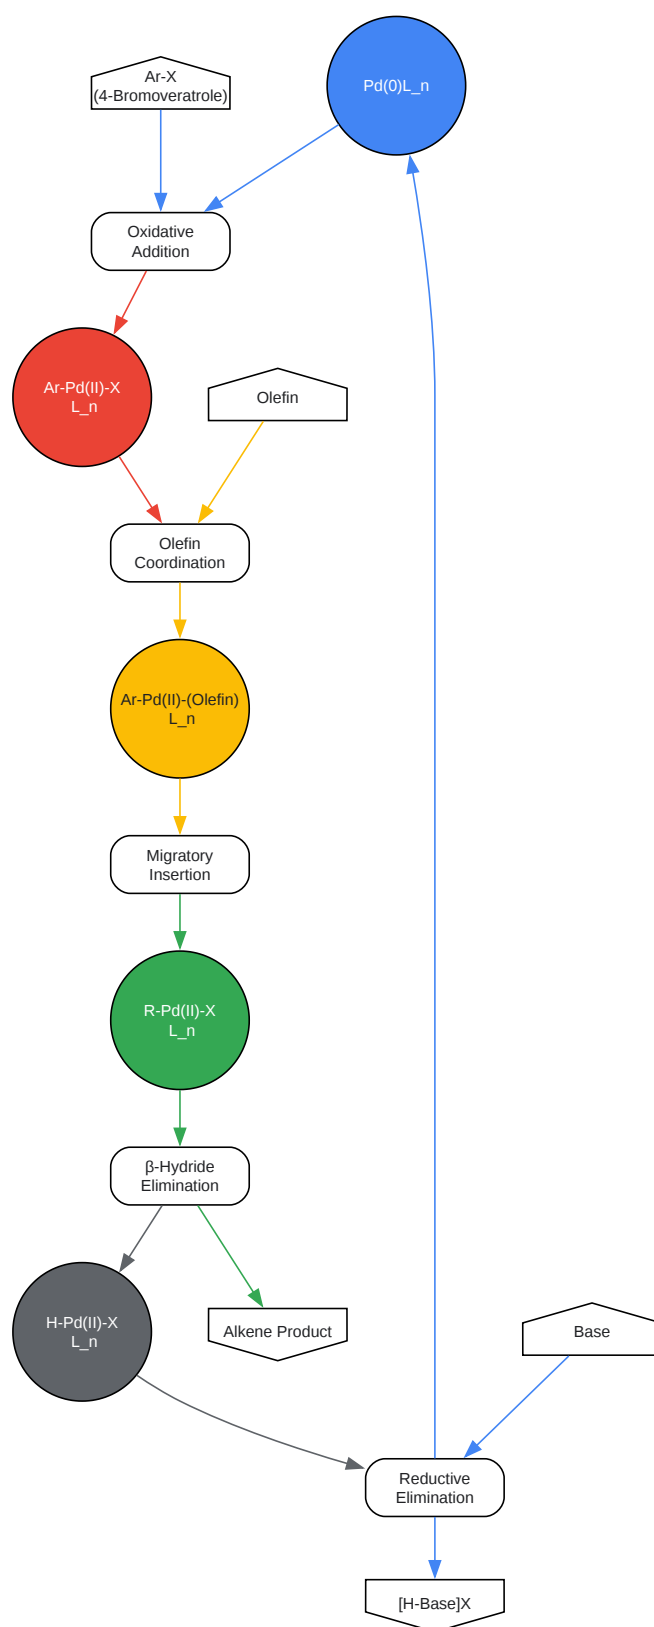 Ar-X
(4-Bromoveratrole)
Pd(0)L_n
Oxidative
Addition
Ar-Pd(II)-X
L_n
Olefin
Olefin
Coordination
Ar-Pd(II)-(Olefin)
L_n
Migratory
Insertion
R-Pd(II)-X
L_n
β-Hydride
Elimination
H-Pd(II)-X
L_n
Alkene Product
Base
Reductive
Elimination
[H-Base]X